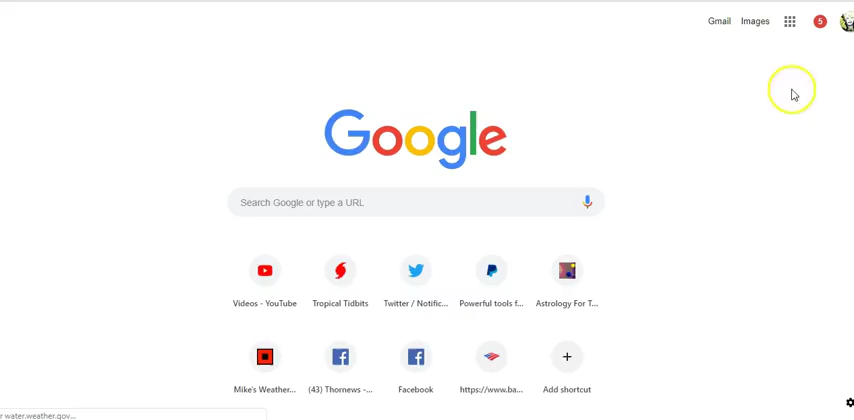 Gmail Images 5
Google
Search Google or type a URL
Videos - YouTube Tropical Tidbits Twitter / Notific... Powerful tools f... Astrology For T...
Mike's Weather... (43) Thornews -... Facebook https://www.ba... Add shortcut
r water.weather.gov...